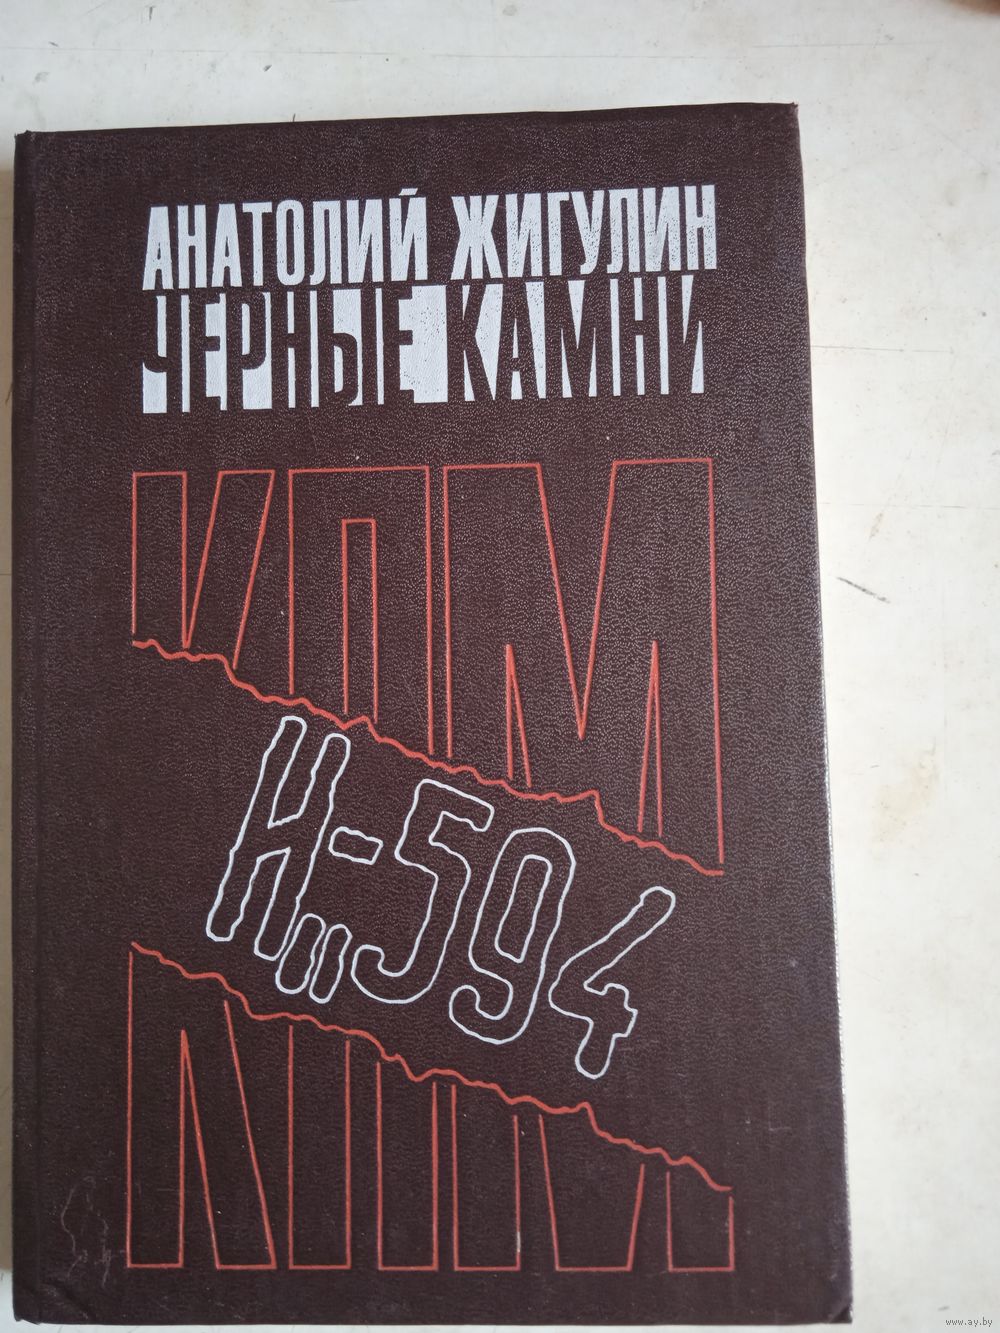 АНАТОЛИЙ ЖИГУЛИН
ЧЕРНЫЕ КАМНИ
КПМ
Н-594
www.ay.by